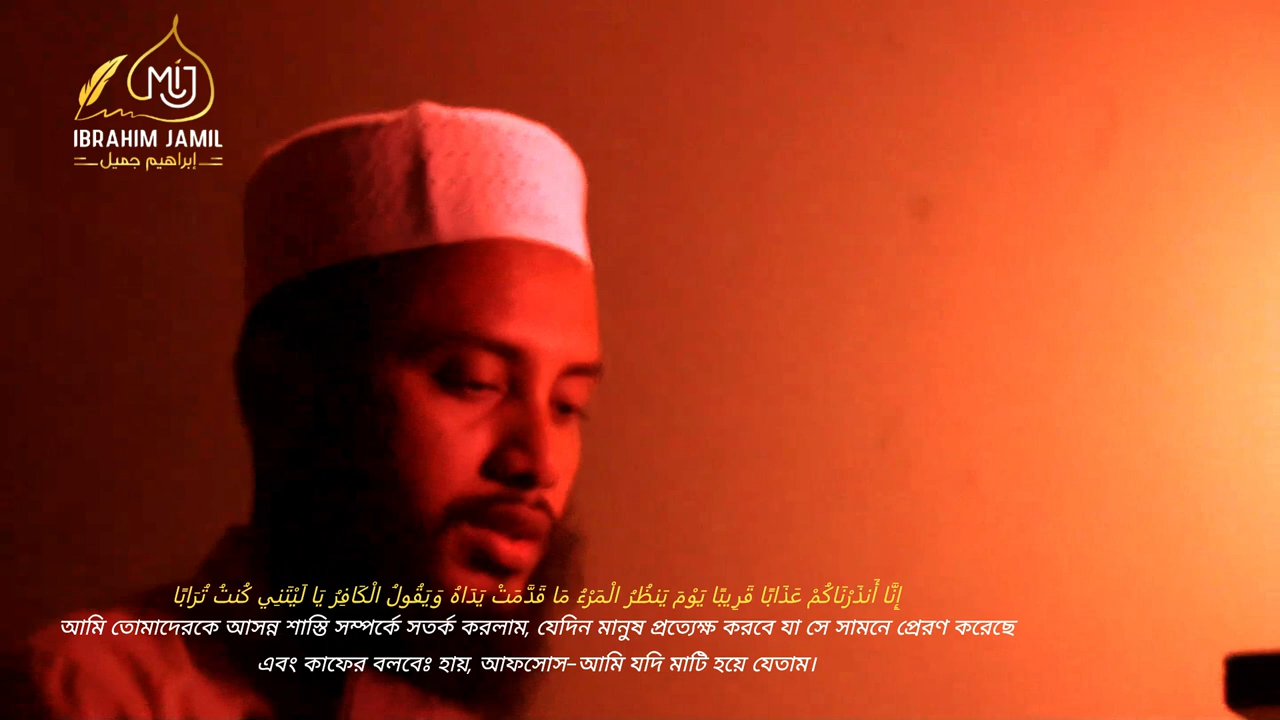 MIJ
IBRAHIM JAMIL
إبراهيم جميل
إِنَّا أَنذَرْنَاكُمْ عَذَابًا قَرِيبًا يَوْمَ يَنظُرُ الْمَرْءُ مَا قَدَّمَتْ يَدَاهُ وَيَقُولُ الْكَافِرُ يَا لَيْتَنِي كُنتُ تُرَابًا
আমি তোমাদেরকে আসন্ন শাস্তি সম্পর্কে সতর্ক করলাম, যেদিন মানুষ প্রত্যেক্ষ করবে যা সে সামনে প্রেরণ করেছে
এবং কাফের বলবেঃ হায়, আফসোস-আমি যদি মাটি হয়ে যেতাম।